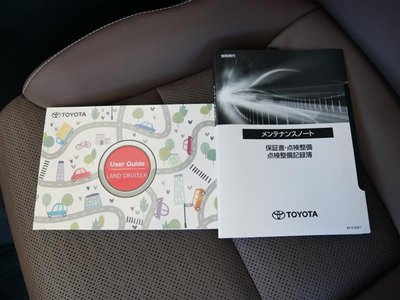 TOYOTA
User Guide
LAND CRUISER
メンテナンスノート
保証書・点検整備
点検整備記録簿
TOYOTA